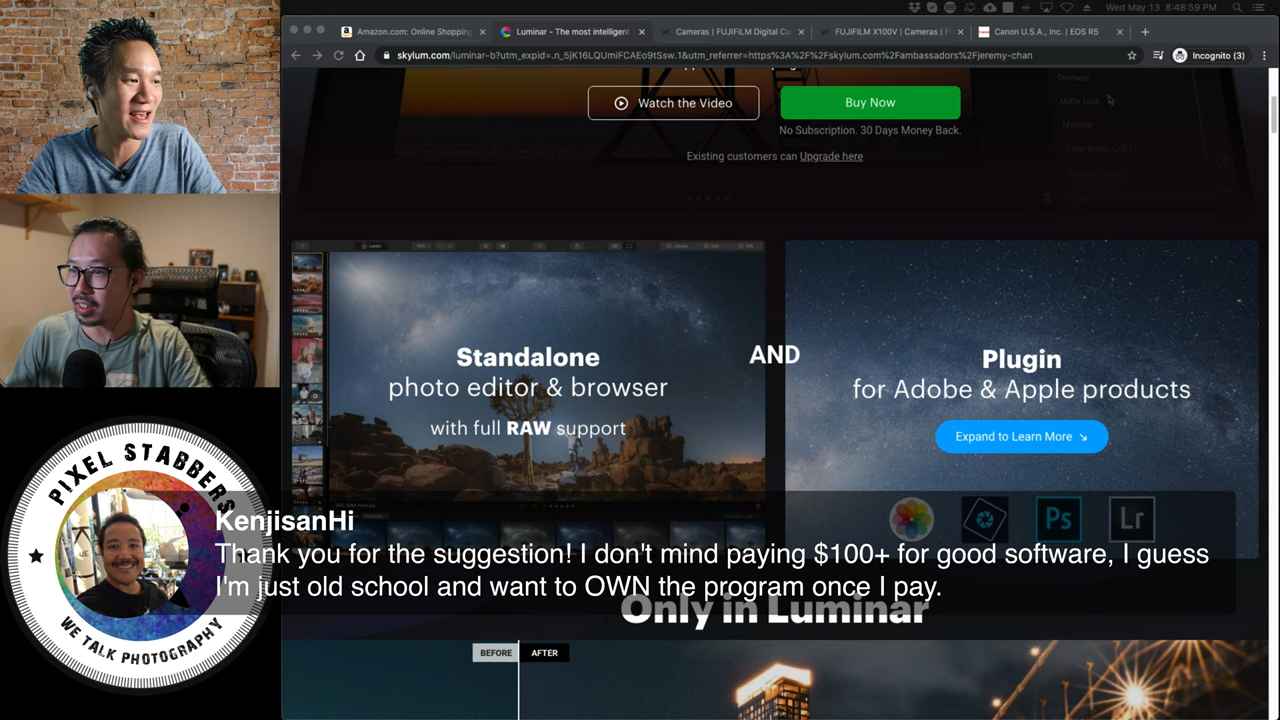 Wed May 13 8:48:59 PM
Amazon.com: Online Shopping
Luminar - The most intelligent
Cameras | FUJIFILM Digital Ca
FUJIFILM X100V | Cameras | F
Canon U.S.A., Inc. | EOS R5
skylum.com/luminar-b?utm_expid=.n_5jK16LQUmiFCAEo9tSsw.1&utm_referrer=https%3A%2F%2Fskylum.com%2Fambassadors%2Fjeremy-chan
Incognito (3)
Dramatic
Matte Look
Mystical
Watch the Video
Buy Now
No Subscription. 30 Days Money Back.
Existing customers can Upgrade here
Standalone
photo editor & browser
with full RAW support
AND
Plugin
for Adobe & Apple products
Expand to Learn More
Ps
Lr
PIXEL STABBERS
WE TALK PHOTOGRAPHY
KenjisanHi
Thank you for the suggestion! I don't mind paying $100+ for good software, I guess
I'm just old school and want to OWN the program once I pay.
Only in Luminar
BEFORE
AFTER